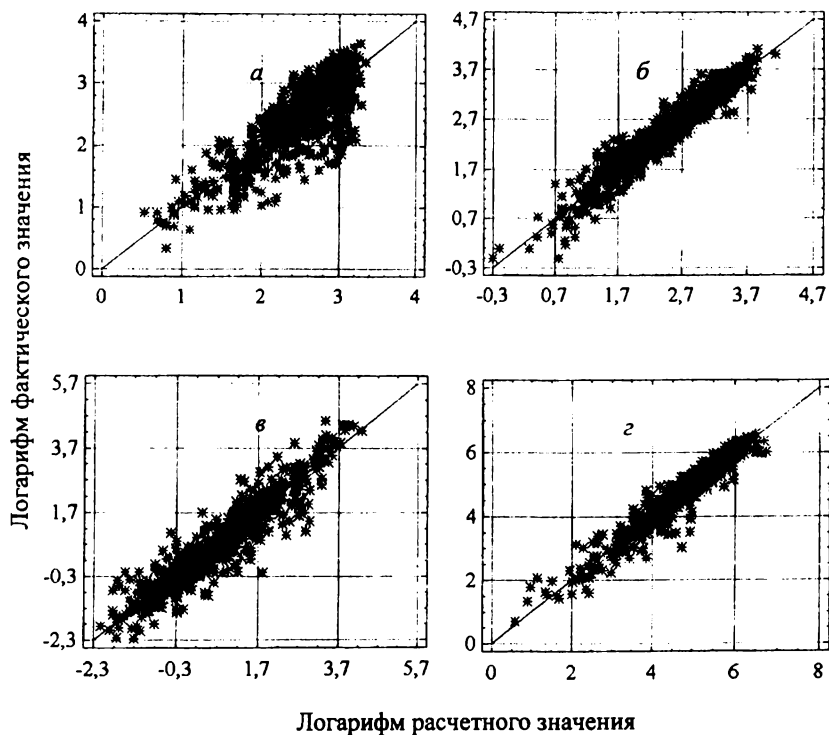 Логарифм фактического значения
4
3
2
1
0
а
0 1 2 3 4
4,7
3,7
2,7
1,7
0,7
-0,3
б
-0,3 0,7 1,7 2,7 3,7 4,7
5,7
3,7
1,7
-0,3
-2,3
в
-2,3 -0,3 1,7 3,7 5,7
8
6
4
2
0
г
0 2 4 6 8
Логарифм расчетного значения